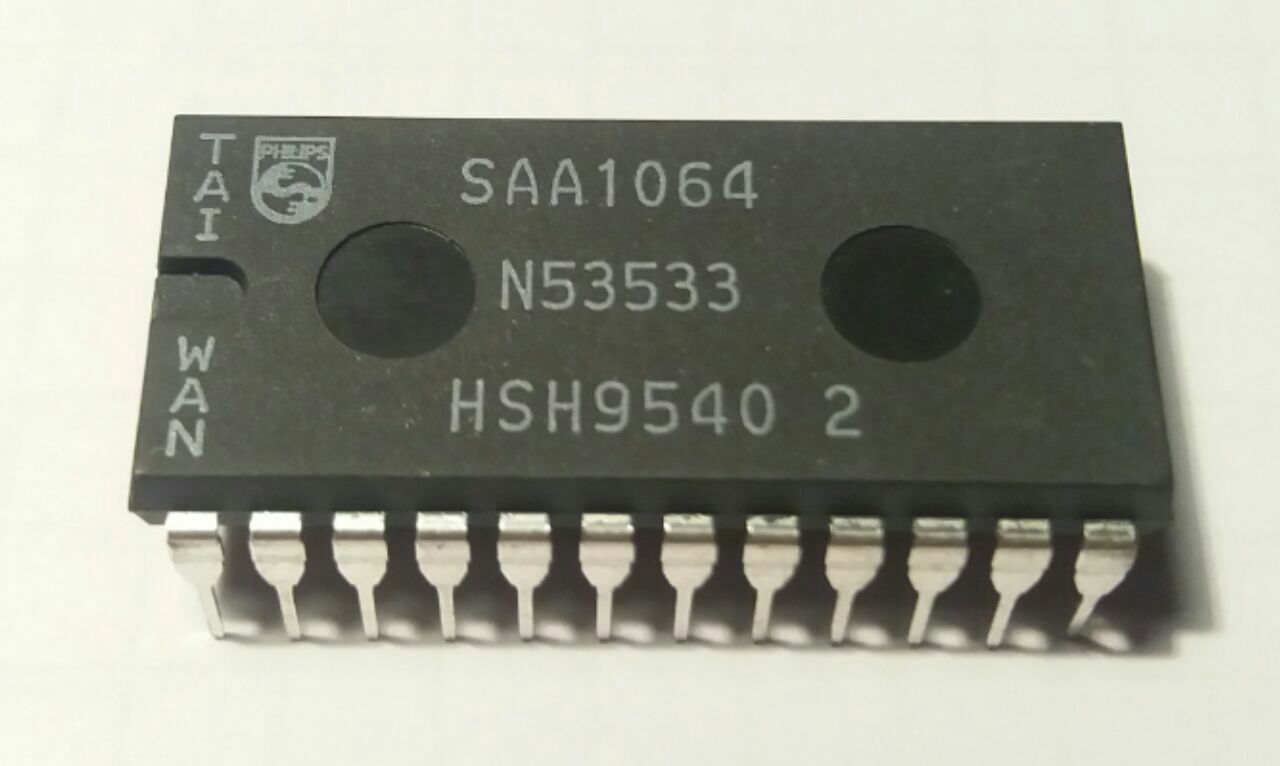 TAI
WAN
PHILIPS
SAA1064
N53533
HSH9540 2